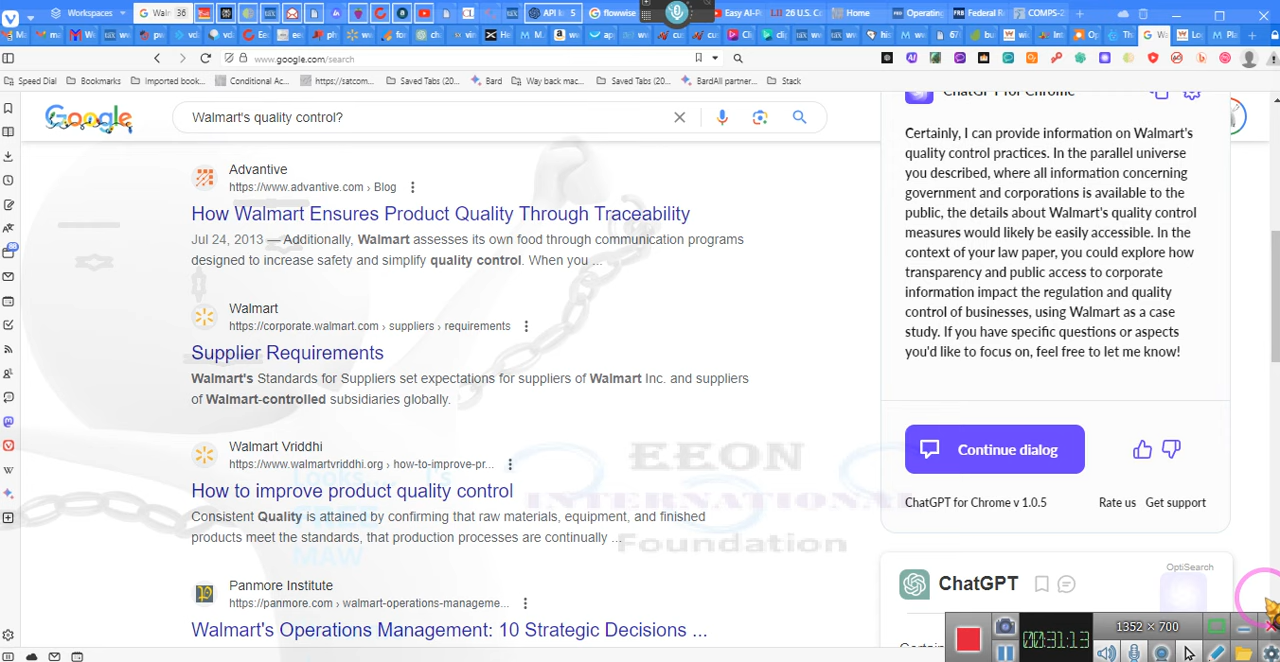 Workspaces
Wal
36
API k
5
flowwise
Easy AI-P
26 U.S. C
Home
Operatin
Federal R
COMPS-2
www.google.com/search
Speed Dial
Bookmarks
Imported book...
Conditional Ac...
https://satcom...
Saved Tabs (20...
Bard
Way back mac...
Saved Tabs (20...
BardAll partner...
Stack
Google
Walmart's quality control?
Advantive
https://www.advantive.com › Blog
How Walmart Ensures Product Quality Through Traceability
Jul 24, 2013 — Additionally, Walmart assesses its own food through communication programs
designed to increase safety and simplify quality control. When you ...
Walmart
https://corporate.walmart.com › suppliers › requirements
Supplier Requirements
Walmart's Standards for Suppliers set expectations for suppliers of Walmart Inc. and suppliers
of Walmart-controlled subsidiaries globally.
Walmart Vriddhi
https://www.walmartvriddhi.org › how-to-improve-pr...
How to improve product quality control
Consistent Quality is attained by confirming that raw materials, equipment, and finished
products meet the standards, that production processes are continually ...
Panmore Institute
https://panmore.com › walmart-operations-manageme...
Walmart's Operations Management: 10 Strategic Decisions ...
EEON
INTERNATIONAL
Foundation
MAW
ChatGPT for Chrome
Certainly, I can provide information on Walmart's
quality control practices. In the parallel universe
you described, where all information concerning
government and corporations is available to the
public, the details about Walmart's quality control
measures would likely be easily accessible. In the
context of your law paper, you could explore how
transparency and public access to corporate
information impact the regulation and quality
control of businesses, using Walmart as a case
study. If you have specific questions or aspects
you'd like to focus on, feel free to let me know!
Continue dialog
ChatGPT for Chrome v 1.0.5
Rate us
Get support
OptiSearch
ChatGPT
00:31:13
1352 × 700